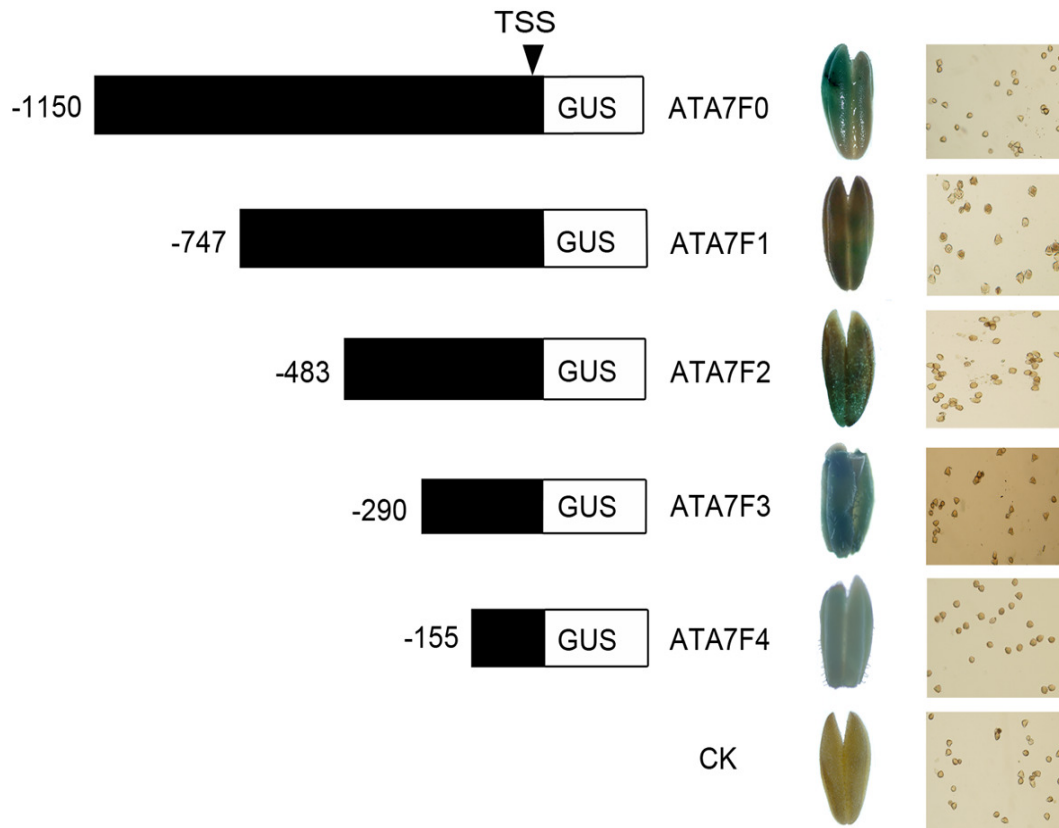 TSS
-1150 GUS ATA7F0
-747 GUS ATA7F1
-483 GUS ATA7F2
-290 GUS ATA7F3
-155 GUS ATA7F4
CK